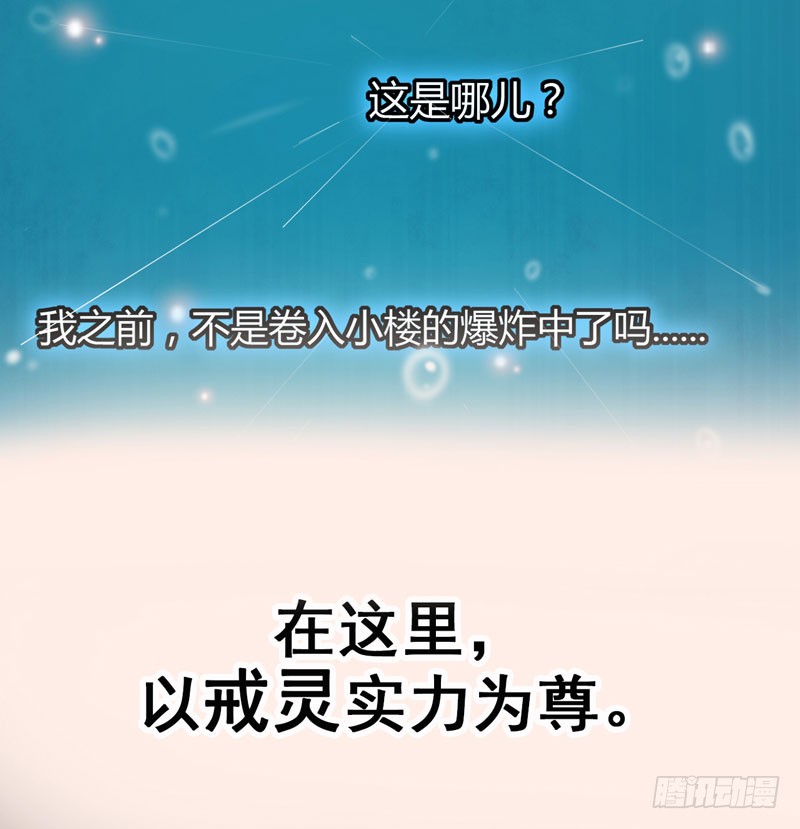 这是哪儿？
我之前，不是卷入小楼的爆炸中了吗......
在这里，
以戒灵实力为尊。
腾讯动漫